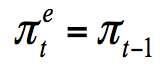 π_t^e = π_{t-1}